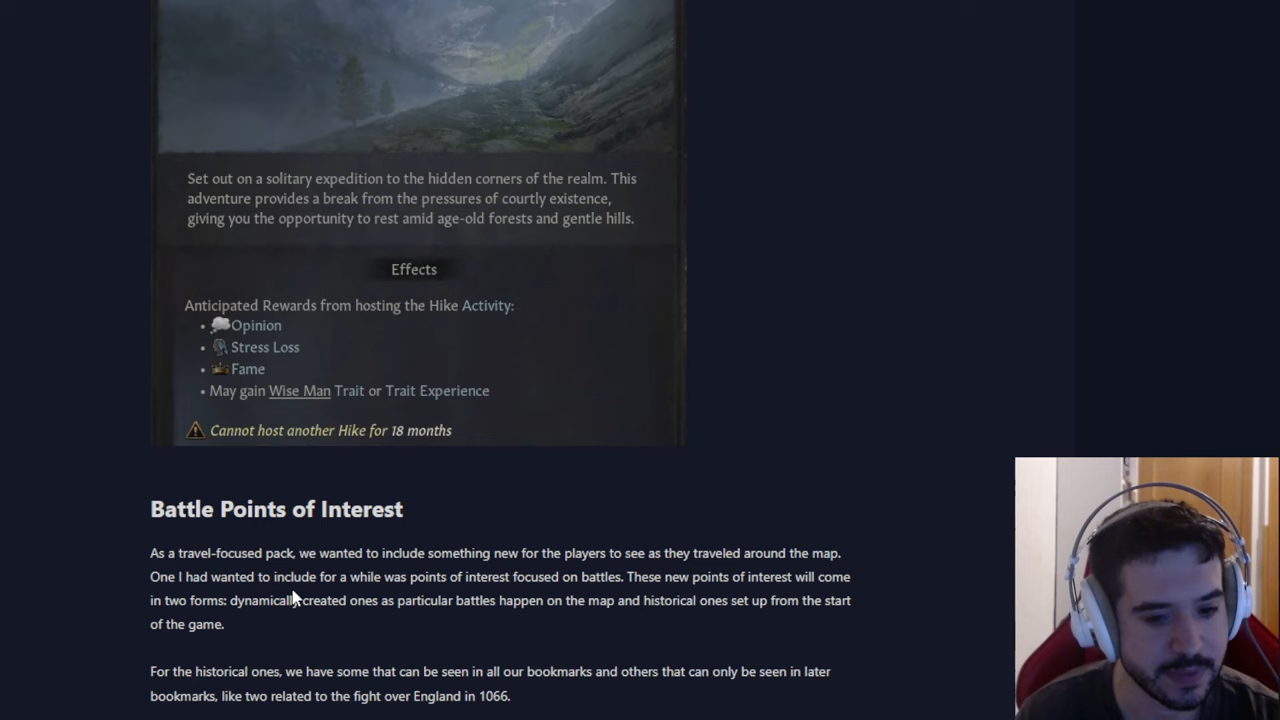 Set out on a solitary expedition to the hidden corners of the realm. This
adventure provides a break from the pressures of courtly existence,
giving you the opportunity to rest amid age-old forests and gentle hills.
Effects
Anticipated Rewards from hosting the Hike Activity:
• Opinion
• Stress Loss
• Fame
• May gain Wise Man Trait or Trait Experience
Cannot host another Hike for 18 months
Battle Points of Interest
As a travel-focused pack, we wanted to include something new for the players to see as they traveled around the map.
One I had wanted to include for a while was points of interest focused on battles. These new points of interest will come
in two forms: dynamically created ones as particular battles happen on the map and historical ones set up from the start
of the game.
For the historical ones, we have some that can be seen in all our bookmarks and others that can only be seen in later
bookmarks, like two related to the fight over England in 1066.